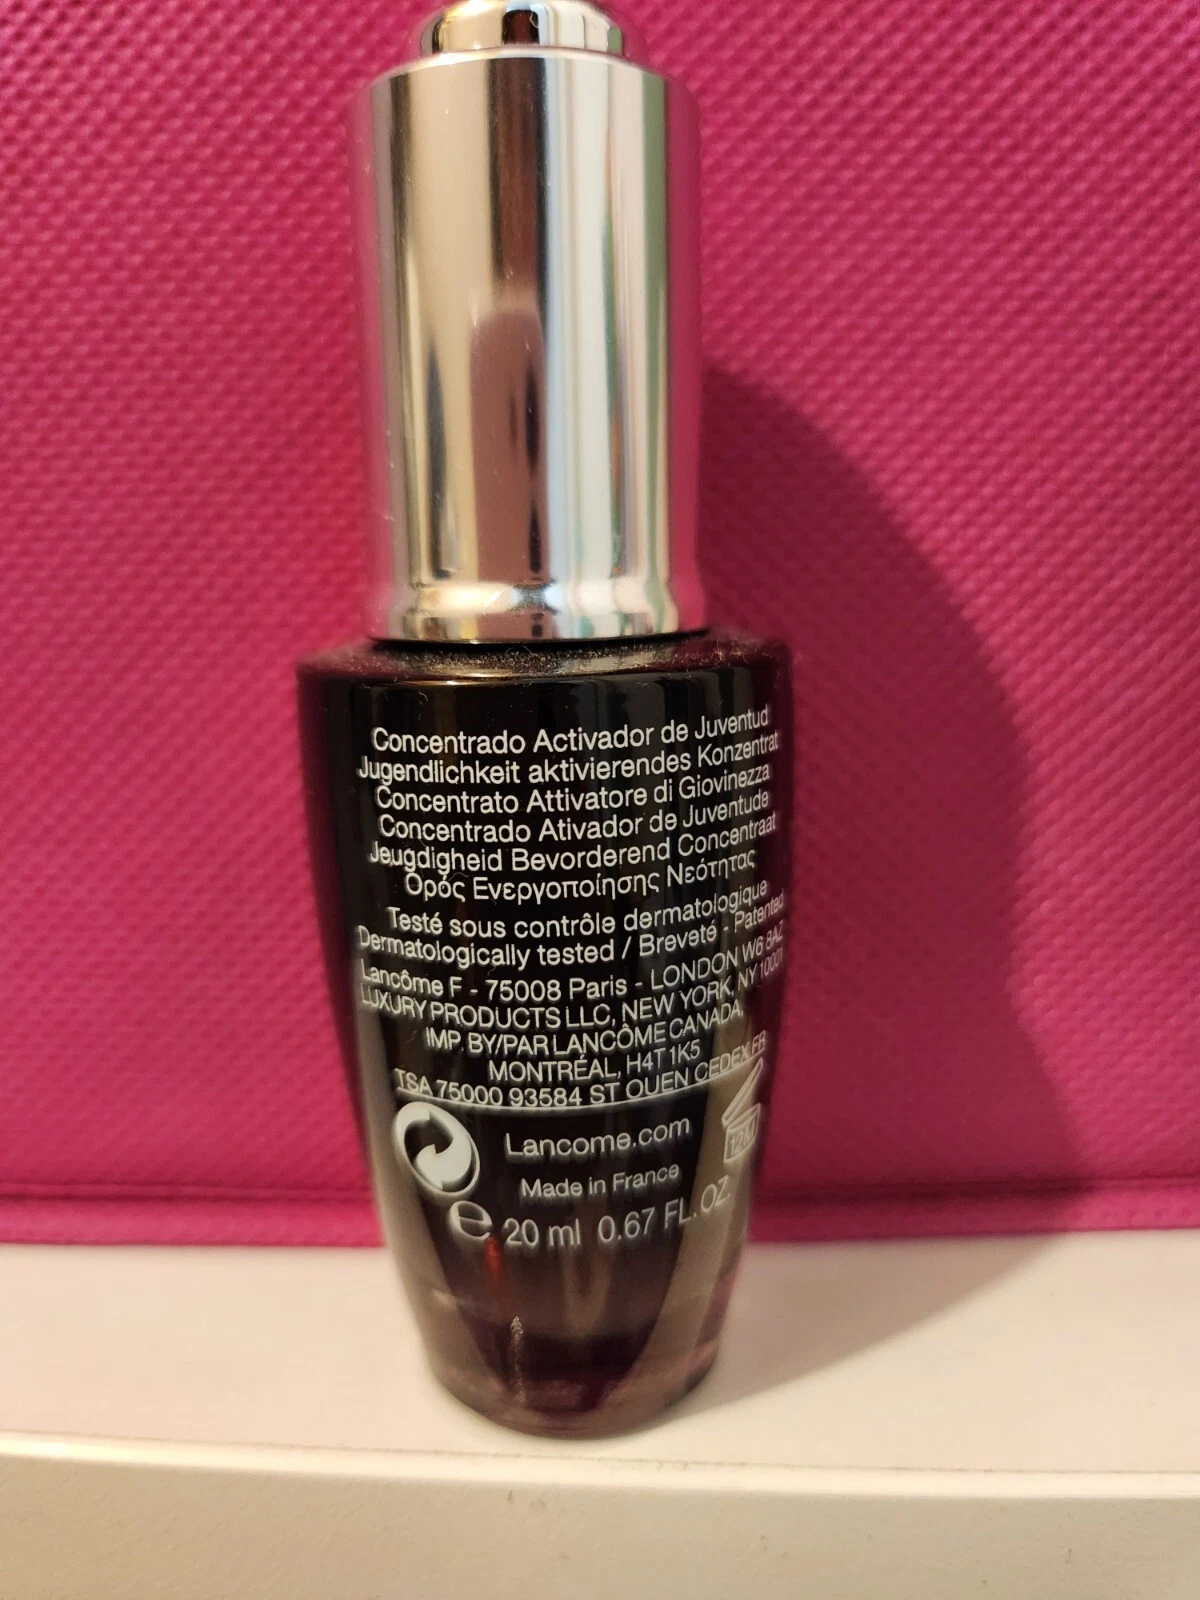 Concentrado Activador de Juventud
Jugendlichkeit aktivierendes Konzentrat
Concentrato Attivatore di Giovinezza
Concentrado Ativador de Juventude
Jeugdigheid Bevorderend Concentraat
Ορός Ενεργοποίησης Νεότητας
Testé sous contrôle dermatologique
Dermatologically tested / Breveté - Patented
Lancôme F - 75008 Paris - LONDON W6 8AZ
LUXURY PRODUCTS LLC, NEW YORK, NY 10001
IMP. BY/PAR LANCÔME CANADA,
MONTRÉAL, H4T 1K5
TSA 75000 93584 ST OUEN CEDEX FR
Lancome.com
12M
Made in France
e 20 ml 0.67 FL. OZ.